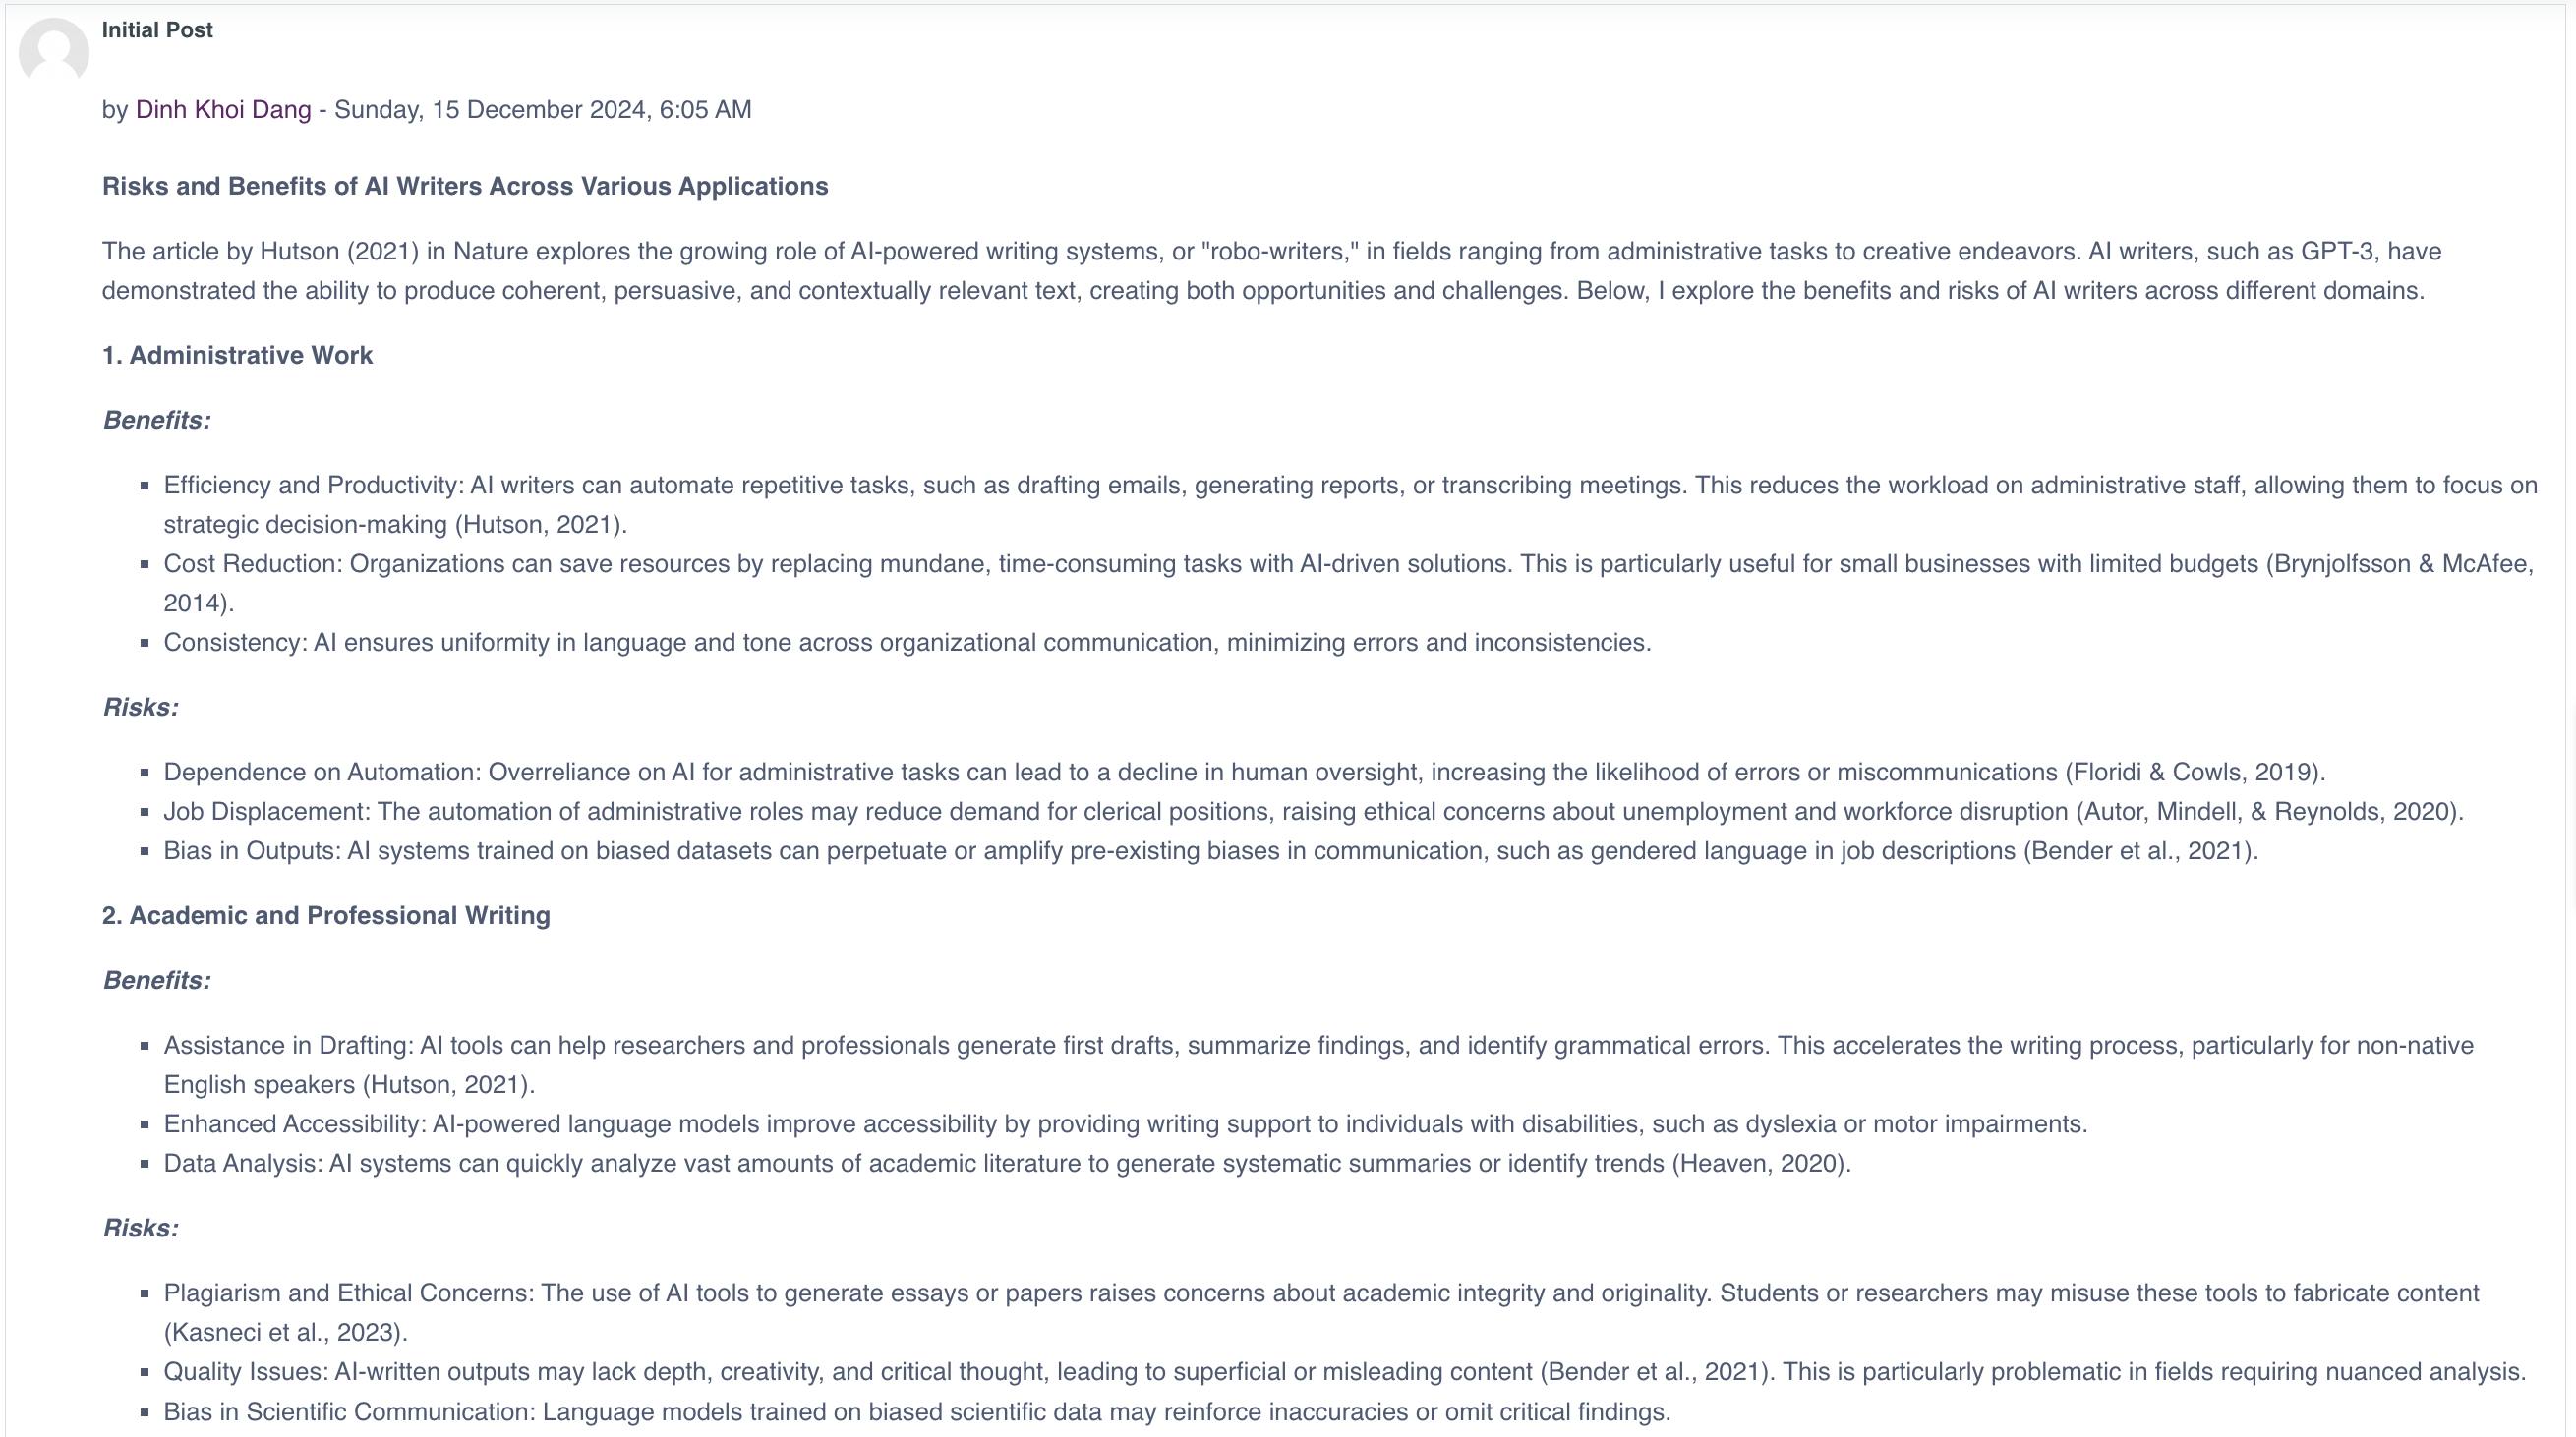 Initial Post
by Dinh Khoi Dang - Sunday, 15 December 2024, 6:05 AM
Risks and Benefits of AI Writers Across Various Applications
The article by Hutson (2021) in Nature explores the growing role of AI-powered writing systems, or "robo-writers," in fields ranging from administrative tasks to creative endeavors. AI writers, such as GPT-3, have
demonstrated the ability to produce coherent, persuasive, and contextually relevant text, creating both opportunities and challenges. Below, I explore the benefits and risks of AI writers across different domains.
1. Administrative Work
Benefits:
▪ Efficiency and Productivity: AI writers can automate repetitive tasks, such as drafting emails, generating reports, or transcribing meetings. This reduces the workload on administrative staff, allowing them to focus on
strategic decision-making (Hutson, 2021).
▪ Cost Reduction: Organizations can save resources by replacing mundane, time-consuming tasks with AI-driven solutions. This is particularly useful for small businesses with limited budgets (Brynjolfsson & McAfee,
2014).
▪ Consistency: AI ensures uniformity in language and tone across organizational communication, minimizing errors and inconsistencies.
Risks:
▪ Dependence on Automation: Overreliance on AI for administrative tasks can lead to a decline in human oversight, increasing the likelihood of errors or miscommunications (Floridi & Cowls, 2019).
▪ Job Displacement: The automation of administrative roles may reduce demand for clerical positions, raising ethical concerns about unemployment and workforce disruption (Autor, Mindell, & Reynolds, 2020).
▪ Bias in Outputs: AI systems trained on biased datasets can perpetuate or amplify pre-existing biases in communication, such as gendered language in job descriptions (Bender et al., 2021).
2. Academic and Professional Writing
Benefits:
▪ Assistance in Drafting: AI tools can help researchers and professionals generate first drafts, summarize findings, and identify grammatical errors. This accelerates the writing process, particularly for non-native
English speakers (Hutson, 2021).
▪ Enhanced Accessibility: AI-powered language models improve accessibility by providing writing support to individuals with disabilities, such as dyslexia or motor impairments.
▪ Data Analysis: AI systems can quickly analyze vast amounts of academic literature to generate systematic summaries or identify trends (Heaven, 2020).
Risks:
▪ Plagiarism and Ethical Concerns: The use of AI tools to generate essays or papers raises concerns about academic integrity and originality. Students or researchers may misuse these tools to fabricate content
(Kasneci et al., 2023).
▪ Quality Issues: AI-written outputs may lack depth, creativity, and critical thought, leading to superficial or misleading content (Bender et al., 2021). This is particularly problematic in fields requiring nuanced analysis.
▪ Bias in Scientific Communication: Language models trained on biased scientific data may reinforce inaccuracies or omit critical findings.